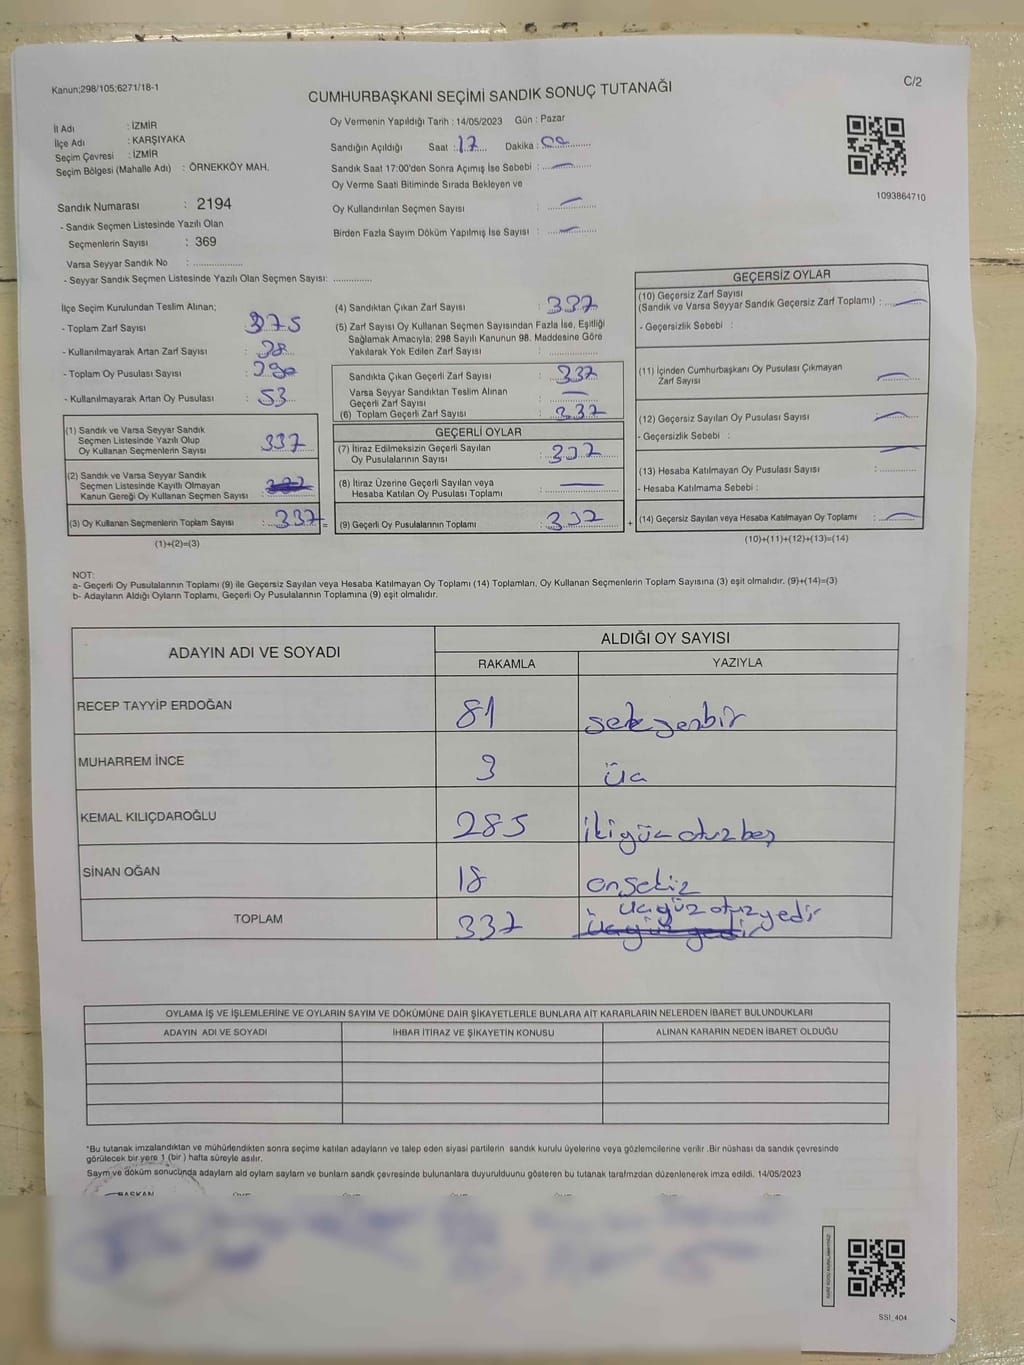 Kanun:298/105;6271/18-1
C/2
CUMHURBAŞKANI SEÇİMİ SANDIK SONUÇ TUTANAĞI
İl Adı : İZMİR
İlçe Adı : KARŞIYAKA
Seçim Çevresi : İZMİR
Seçim Bölgesi (Mahalle Adı) : ÖRNEKKÖY MAH.
Sandık Numarası : 2194
- Sandık Seçmen Listesinde Yazılı Olan
Seçmenlerin Sayısı : 369
Varsa Seyyar Sandık No : ..................
- Seyyar Sandık Seçmen Listesinde Yazılı Olan Seçmen Sayısı: .............
Oy Vermenin Yapıldığı Tarih : 14/05/2023 Gün : Pazar
Sandığın Açıldığı Saat : 17 Dakika : 00
Sandık Saat 17:00'den Sonra Açımış İse Sebebi : —
Oy Verme Saati Bitiminde Sırada Bekleyen ve
Oy Kullandırılan Seçmen Sayısı : —
Birden Fazla Sayım Döküm Yapılmış İse Sayısı : —
1093864710
İlçe Seçim Kurulundan Teslim Alınan;
- Toplam Zarf Sayısı : 375
- Kullanılmayarak Artan Zarf Sayısı : 38
- Toplam Oy Pusulası Sayısı : 390
- Kullanılmayarak Artan Oy Pusulası : 53
(1) Sandık ve Varsa Seyyar Sandık
Seçmen Listesinde Yazılı Olup
Oy Kullanan Seçmenlerin Sayısı : 337
(2) Sandık ve Varsa Seyyar Sandık
Seçmen Listesinde Kayıtlı Olmayan
Kanun Gereği Oy Kullanan Seçmen Sayısı :
(3) Oy Kullanan Seçmenlerin Toplam Sayısı : 337 =
(1)+(2)=(3)
(4) Sandıktan Çıkan Zarf Sayısı : 337
(5) Zarf Sayısı Oy Kullanan Seçmen Sayısından Fazla İse, Eşitliği
Sağlamak Amacıyla; 298 Sayılı Kanunun 98. Maddesine Göre
Yakılarak Yok Edilen Zarf Sayısı : ...............
Sandıkta Çıkan Geçerli Zarf Sayısı : 337
Varsa Seyyar Sandıktan Teslim Alınan
Geçerli Zarf Sayısı : —
(6) Toplam Geçerli Zarf Sayısı : 337
GEÇERLİ OYLAR
(7) İtiraz Edilmeksizin Geçerli Sayılan
Oy Pusulalarının Sayısı : 337
(8) İtiraz Üzerine Geçerli Sayılan veya
Hesaba Katılan Oy Pusulası Toplamı : —
(9) Geçerli Oy Pusulalarının Toplamı : 337 +
GEÇERSİZ OYLAR
(10) Geçersiz Zarf Sayısı
(Sandık ve Varsa Seyyar Sandık Geçersiz Zarf Toplamı) : —
- Geçersizlik Sebebi :
(11) İçinden Cumhurbaşkanı Oy Pusulası Çıkmayan
Zarf Sayısı : —
(12) Geçersiz Sayılan Oy Pusulası Sayısı : —
- Geçersizlik Sebebi :
(13) Hesaba Katılmayan Oy Pusulası Sayısı : ............
- Hesaba Katılmama Sebebi :
(14) Geçersiz Sayılan veya Hesaba Katılmayan Oy Toplamı : —
(10)+(11)+(12)+(13)=(14)
NOT:
a- Geçerli Oy Pusulalarının Toplamı (9) ile Geçersiz Sayılan veya Hesaba Katılmayan Oy Toplamı (14) Toplamları, Oy Kullanan Seçmenlerin Toplam Sayısına (3) eşit olmalıdır. (9)+(14)=(3)
b- Adayların Aldığı Oyların Toplamı, Geçerli Oy Pusulalarının Toplamına (9) eşit olmalıdır.
ADAYIN ADI VE SOYADI ALDIĞI OY SAYISI
RAKAMLA YAZIYLA
RECEP TAYYİP ERDOĞAN 81 seksenbir
MUHARREM İNCE 3 üç
KEMAL KILIÇDAROĞLU 235 iki yüz otuz beş
SİNAN OĞAN 18 onsekiz
TOPLAM 337 üçyüz otuz yedi
OYLAMA İŞ VE İŞLEMLERİNE VE OYLARIN SAYIM VE DÖKÜMÜNE DAİR ŞİKAYETLERLE BUNLARA AİT KARARLARIN NELERDEN İBARET BULUNDUKLARI
ADAYIN ADI VE SOYADI İHBAR İTİRAZ VE ŞİKAYETİN KONUSU ALINAN KARARIN NEDEN İBARET OLDUĞU
*Bu tutanak imzalandıktan ve mühürlendikten sonra seçime katılan adayların ve talep eden siyasi partilerin sandık kurulu üyelerine veya gözlemcilerine verilir .Bir nüshası da sandık çevresinde
görülecek bir yere 1 (bir ) hafta süreyle asılır.
Sayım ve döküm sonucunda adayların ald oylarn sayların ve bunlarn sandk çevresinde bulunanlara duyurulduunu gösteren bu tutanak tarafmzdan düzenlenerek imza edildi. 14/05/2023
BAŞKAN
SSI_404